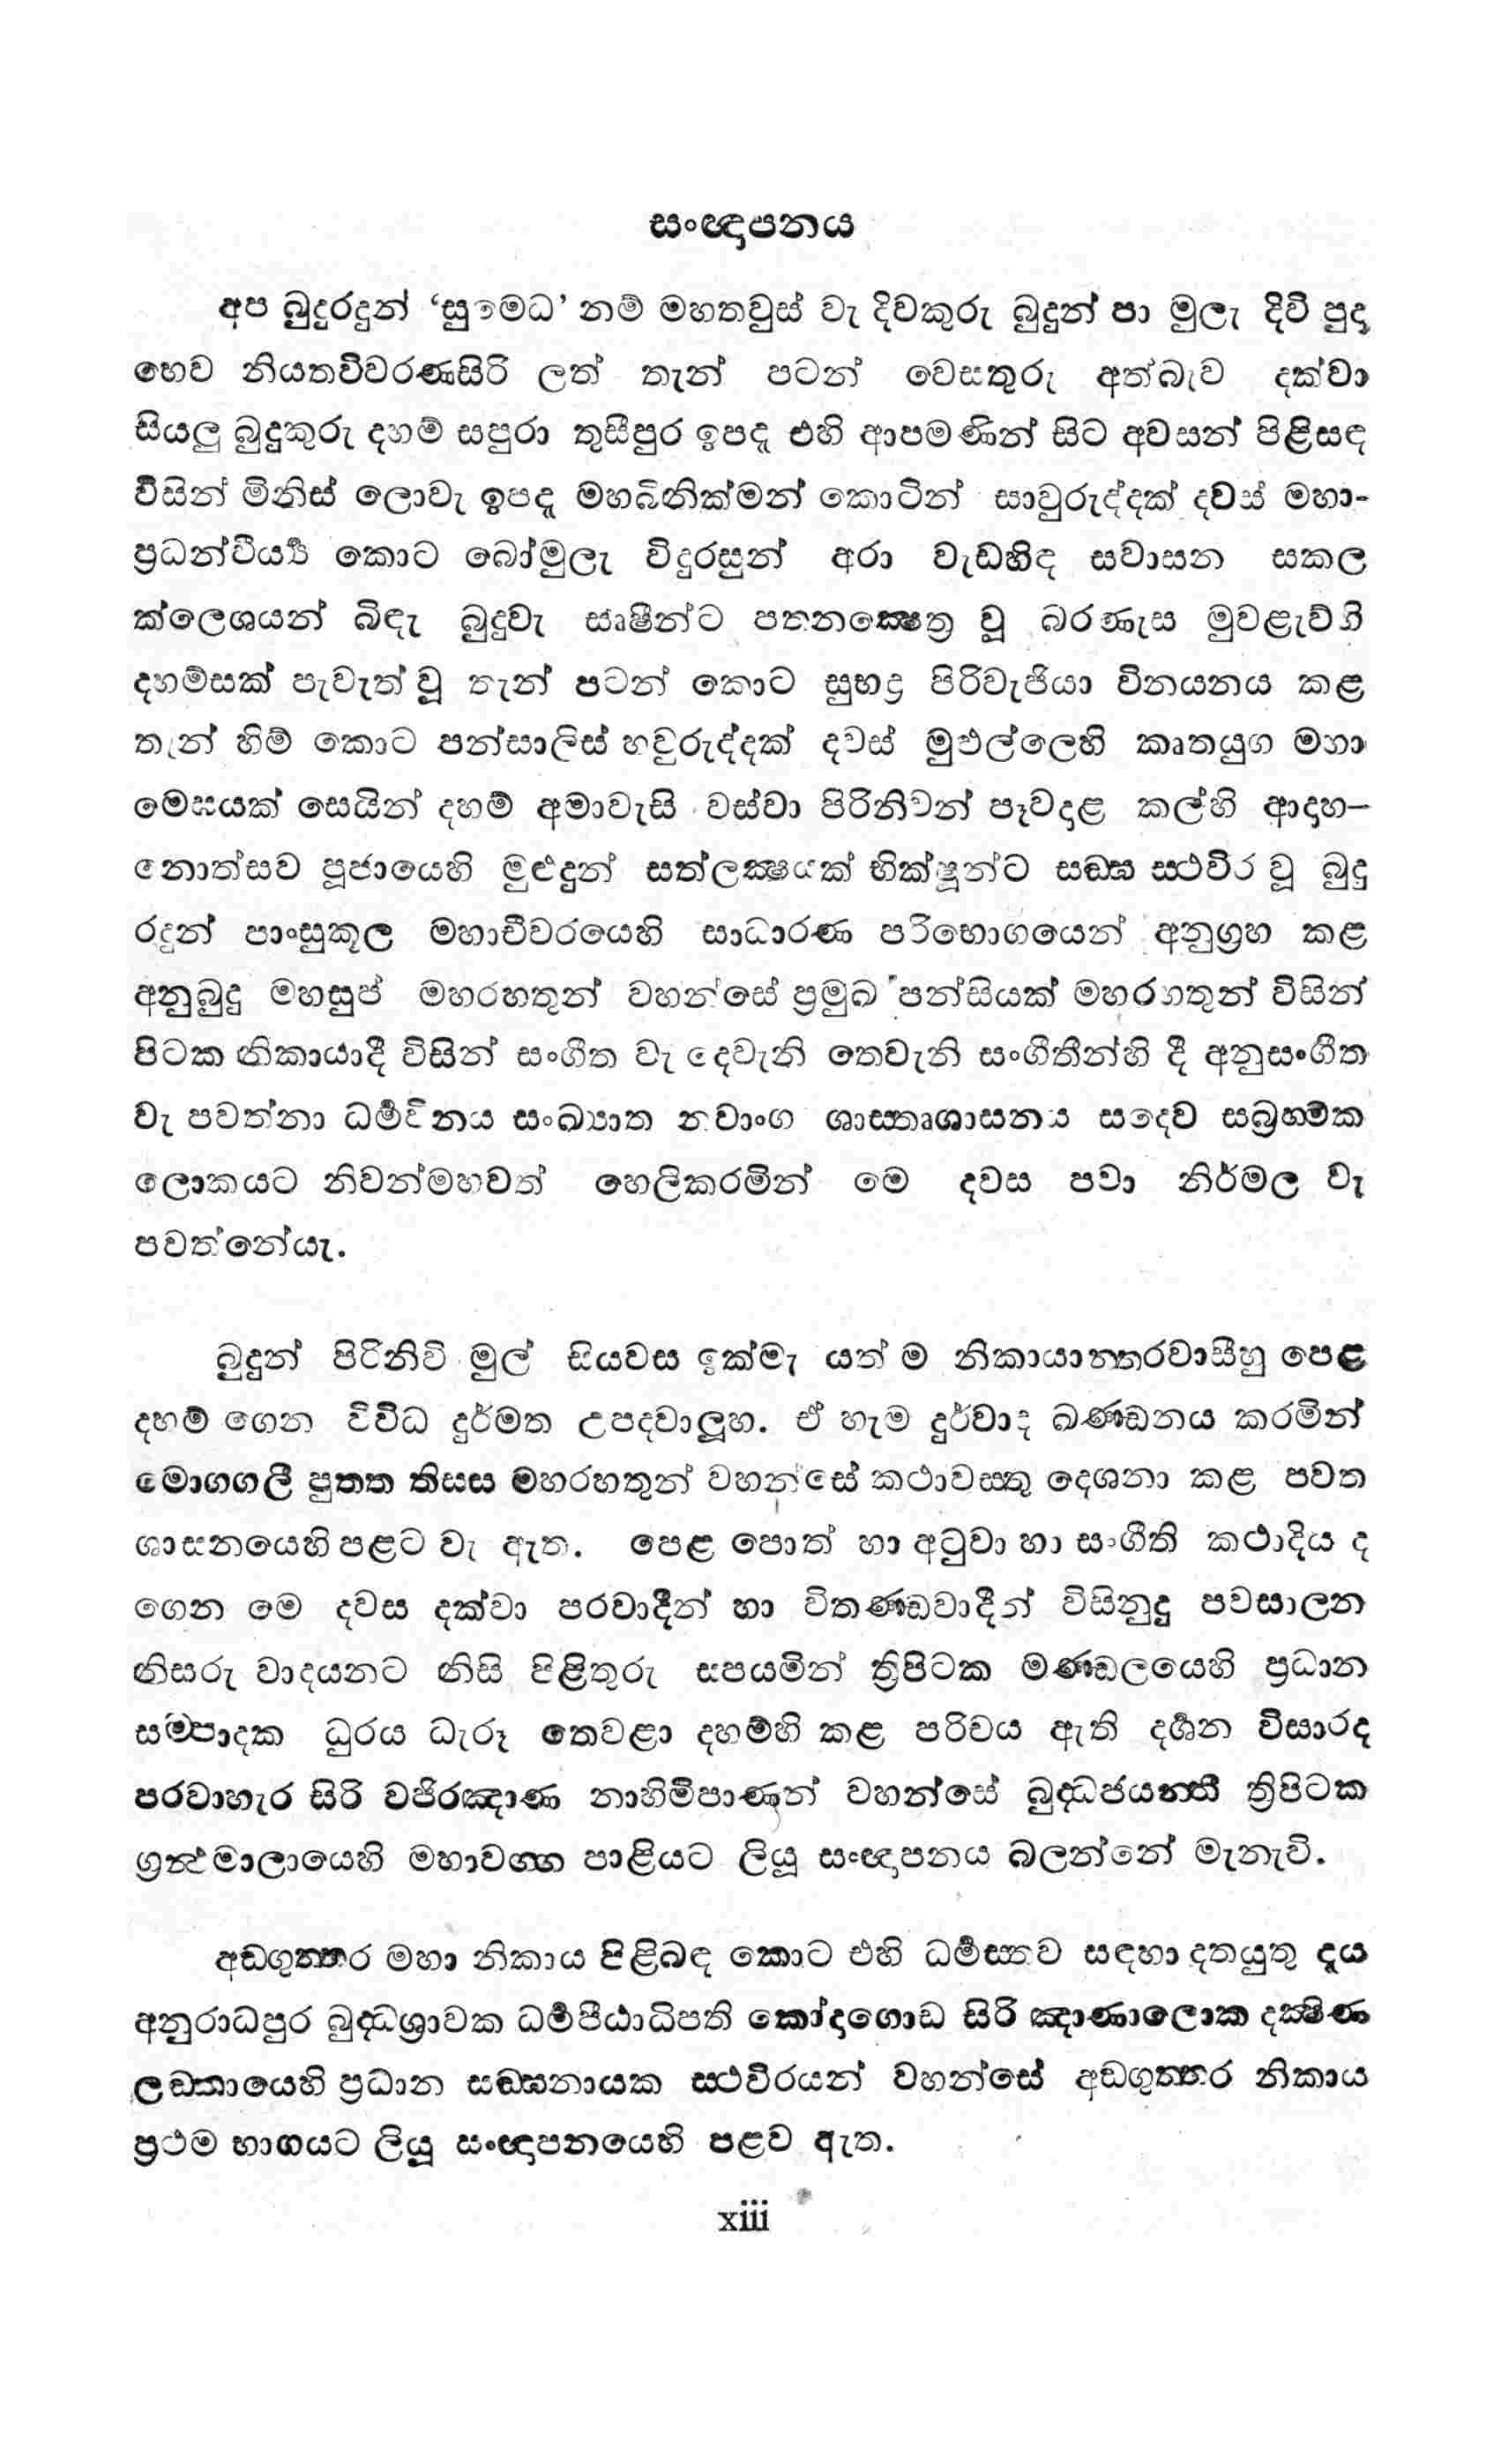 සංඥාපනය
අප බුදුරදුන් ‘සුමෙධ’ නම් මහතවුස් වැ දිවකුරු බුදුන් පා මුලැ දිවි පුදා
හෙව නියතවිවරණසිරි ලත් තැන් පටන් වෙසතුරු අත්බැව දක්වා
සියලු බුදුකුරු දහම් සපුරා තුසීපුර ඉපදැ එහි ආපමණින් සිට අවසන් පිළිසඳ
විසින් මිනිස් ලොවැ ඉපදැ මහබිනික්මන් කොටින් සාවුරුද්දක් දවස් මහා-
ප්‍රධන්වීර්‍ය්‍ය කොට බෝමුලැ විදුරසුන් අරා වැඩහිඳ සවාසන සකල
ක්ලෙශයන් බිඳැ බුදුවැ ඍෂීන්ට පතනක්‍ෂෙත්‍ර වූ බරණැස මුවළැව්හි
දහම්සක් පැවැත් වූ තැන් පටන් කොට සුභද්‍ර පිරිවැජියා විනයනය කළ
තැන් හිම් කොට පන්සාලිස් හවුරුද්දක් දවස් මුළුල්ලෙහි කෘතයුග මහා
මෙඝයක් සෙයින් දහම් අමාවැසි වස්වා පිරිනිවන් පෑවදාළ කල්හි ආදාහ-
නොත්සව පූජායෙහි මුළුදුන් සත්ලක්‍ෂයක් භික්ෂූන්ට සඞ්ඝ ස්ථවිර වූ බුදු
රදුන් පාංසුකූල මහාචීවරයෙහි සාධාරණ පරිභොගයෙන් අනුග්‍රහ කළ
අනුබුදු මහසුප් මහරහතුන් වහන්සේ ප්‍රමුඛ පන්සියක් මහරහතුන් විසින්
පිටක නිකායාදී විසින් සංගීත වැ දෙවැනි තෙවැනි සංගීතීන්හි දී අනුසංගීත
වැ පවත්නා ධර්‍මවිනය සංඛ්‍යාත නවාංග ශාස්තෘශාසනය සදෙව සබ්‍රහ්මක
ලොකයට නිවන්මහවත් හෙලිකරමින් මෙ දවස පවා නිර්මල වැ
පවත්නේයැ.
බුදුන් පිරිනිවි මුල් සියවස ඉක්මැ යත් ම නිකායාන්තරවාසීහු පෙළ
දහම් ගෙන විවිධ දුර්මත උපදවාලූහ. ඒ හැම දුර්වාද ඛණ්ඩනය කරමින්
මොග්ගලී පුත්ත තිස්ස මහරහතුන් වහන්සේ කථාවස්තු දෙශනා කළ පවත
ශාසනයෙහි පළට වැ ඇත. පෙළ පොත් හා අටුවා හා සංගීති කථාදිය ද
ගෙන මෙ දවස දක්වා පරවාදීන් හා විතණ්ඩවාදීන් විසිනුදු පවසාලන
නිසරු වාදයනට නිසි පිළිතුරු සපයමින් ත්‍රිපිටක මණ්ඩලයෙහි ප්‍රධාන
සම්පාදක ධුරය ධැරූ තෙවළා දහම්හි කළ පරිචය ඇති දර්‍ශන විසාරද
පරවාහැර සිරි වජිරඤාණ නාහිමිපාණන් වහන්සේ බුද්ධජයන්තී ත්‍රිපිටක
ග්‍රන්‍ථමාලායෙහි මහාවග්ග පාළියට ලියූ සංඥාපනය බලන්නේ මැනැවි.
අඞ්ගුත්තර මහා නිකාය පිළිබඳ කොට එහි ධර්‍මස්තව සඳහා දතයුතු දැය
අනුරාධපුර බුද්ධශ්‍රාවක ධර්‍මපීඨාධිපති කෝදාගොඩ සිරි ඤාණාලොක දක්‍ෂිණ
ලඞ්කායෙහි ප්‍රධාන සඞ්ඝනායක ස්ථවිරයන් වහන්සේ අඞ්ගුත්තර නිකාය
ප්‍රථම භාගයට ලියූ සංඥාපනයෙහි පළව ඇත.
xiii